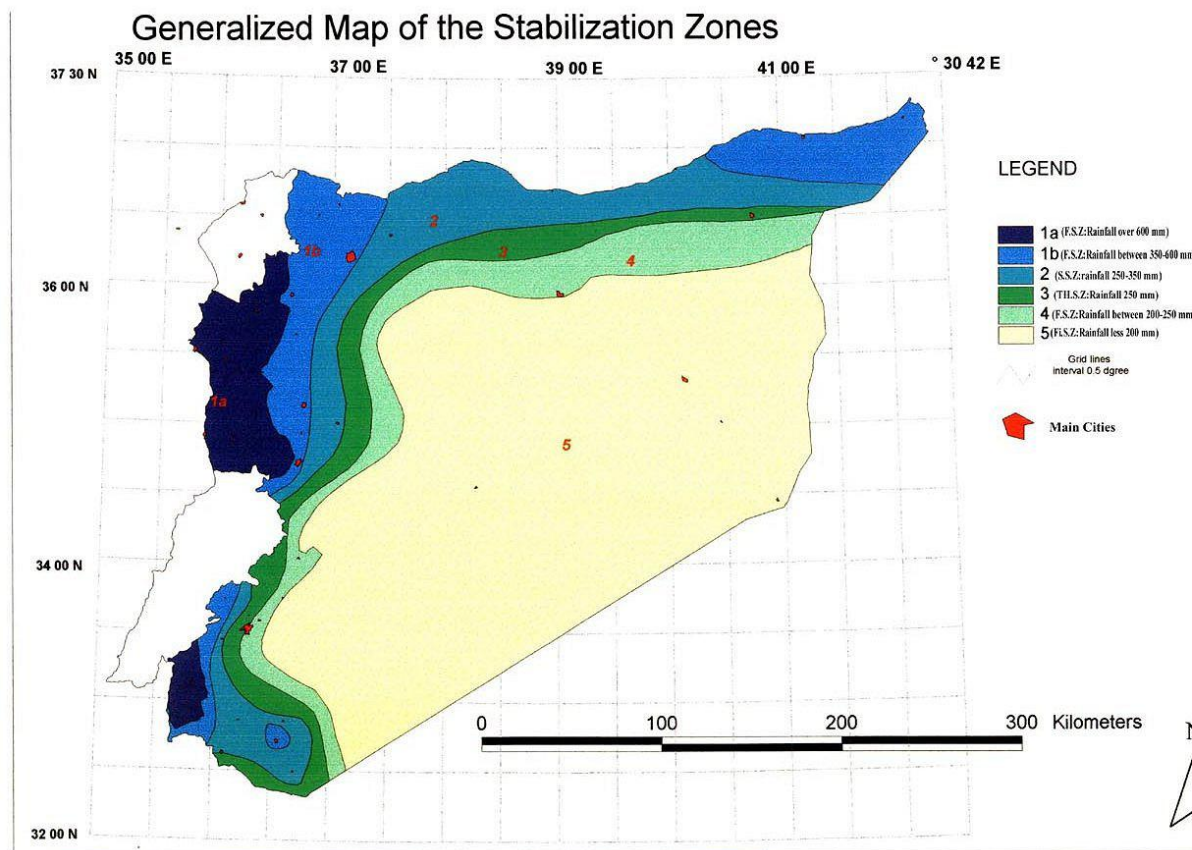 Generalized Map of the Stabilization Zones
35 00 E
37 00 E
39 00 E
41 00 E
° 30 42 E
37 30 N
36 00 N
34 00 N
32 00 N
1b
2
3
4
1a
5
LEGEND
1a (F.S.Z:Rainfall over 600 mm)
1b (F.S.Z:Rainfall between 350-600 mm
2 (S.S.Z:rainfall 250-350 mm)
3 (TH.S.Z:Rainfall 250 mm)
4 (F.S.Z:Rainfall between 200-250 mm
5 (Fi.S.Z:Rainfall less 200 mm)
Grid lines
interval 0.5 dgree
Main Cities
0 100 200 300 Kilometers
N